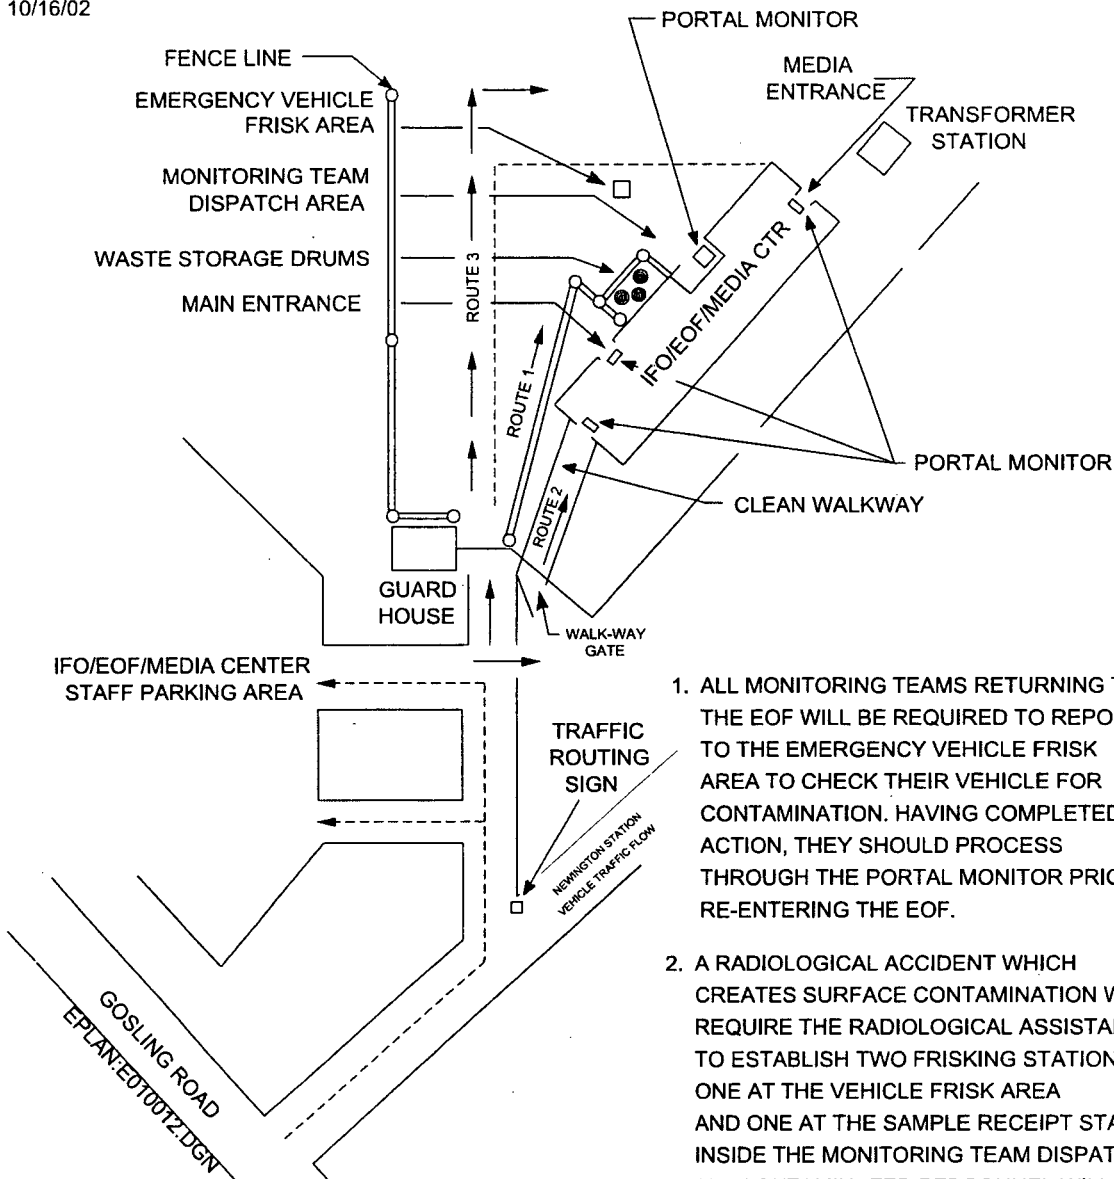 10/16/02
PORTAL MONITOR
FENCE LINE
MEDIA
ENTRANCE
EMERGENCY VEHICLE
FRISK AREA
TRANSFORMER
STATION
MONITORING TEAM
DISPATCH AREA
WASTE STORAGE DRUMS
MAIN ENTRANCE
ROUTE 3
IFO/EOF/MEDIA CTR
ROUTE 1
PORTAL MONITOR
CLEAN WALKWAY
ROUTE 2
GUARD
HOUSE
WALK-WAY
GATE
IFO/EOF/MEDIA CENTER
STAFF PARKING AREA
TRAFFIC
ROUTING
SIGN
NEWINGTON STATION
VEHICLE TRAFFIC FLOW
GOSLING ROAD
EPLAN:E010012.DGN
1. ALL MONITORING TEAMS RETURNING T
THE EOF WILL BE REQUIRED TO REPO
TO THE EMERGENCY VEHICLE FRISK
AREA TO CHECK THEIR VEHICLE FOR
CONTAMINATION. HAVING COMPLETED
ACTION, THEY SHOULD PROCESS
THROUGH THE PORTAL MONITOR PRIO
RE-ENTERING THE EOF.
2. A RADIOLOGICAL ACCIDENT WHICH
CREATES SURFACE CONTAMINATION W
REQUIRE THE RADIOLOGICAL ASSISTA
TO ESTABLISH TWO FRISKING STATION
ONE AT THE VEHICLE FRISK AREA
AND ONE AT THE SAMPLE RECEIPT STA
INSIDE THE MONITORING TEAM DISPAT